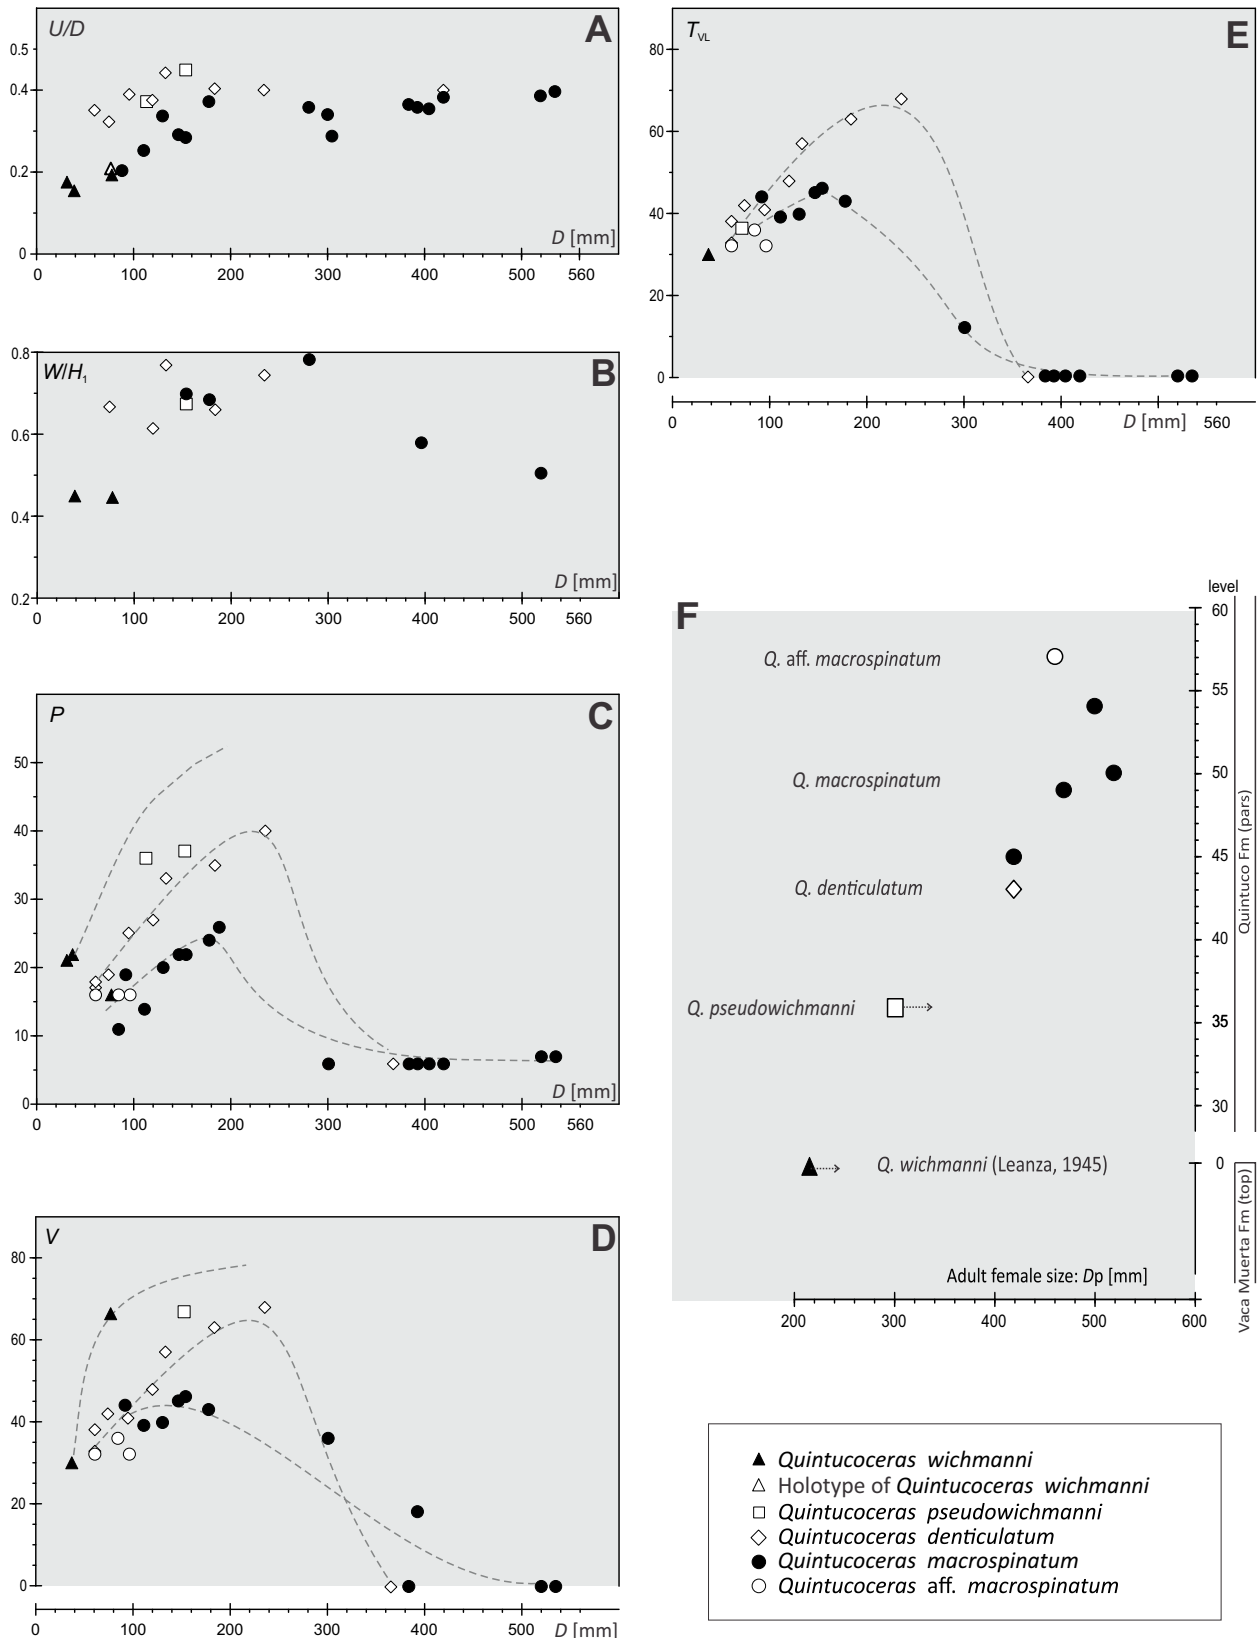 U/D
A
0.5
0.4
0.2
0
D [mm]
0 100 200 300 400 500 560
W/H1
B
0.8
0.6
0.4
0.2
D [mm]
0 100 200 300 400 500 560
P
C
50
40
30
20
10
0
D [mm]
0 100 200 300 400 500 560
V
D
80
60
40
20
0
0 100 200 300 400 500 D [mm]
TVL
E
80
60
40
20
0
0 100 200 300 400 D [mm] 560
F
level
60
55
50
45
40
35
30
0
Q. aff. macrospinatum
Q. macrospinatum
Q. denticulatum
Q. pseudowichmanni
Q. wichmanni (Leanza, 1945)
Adult female size: Dp [mm]
200 300 400 500 600
Quintuco Fm (pars)
Vaca Muerta Fm (top)
Quintucoceras wichmanni
Holotype of Quintucoceras wichmanni
Quintucoceras pseudowichmanni
Quintucoceras denticulatum
Quintucoceras macrospinatum
Quintucoceras aff. macrospinatum